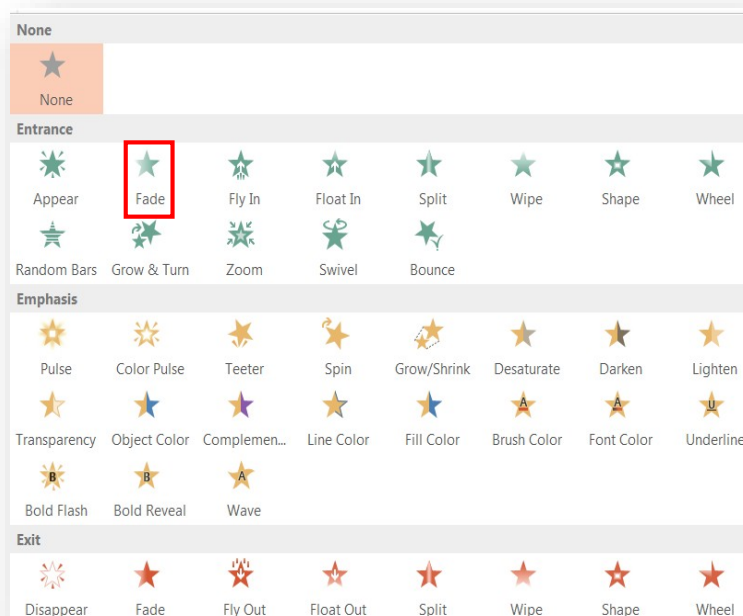 None
None
Entrance
Appear Fade Fly In Float In Split Wipe Shape Wheel
Random Bars Grow & Turn Zoom Swivel Bounce
Emphasis
Pulse Color Pulse Teeter Spin Grow/Shrink Desaturate Darken Lighten
A A U
Transparency Object Color Complemen... Line Color Fill Color Brush Color Font Color Underline
B B A
Bold Flash Bold Reveal Wave
Exit
Disappear Fade Fly Out Float Out Split Wipe Shape Wheel